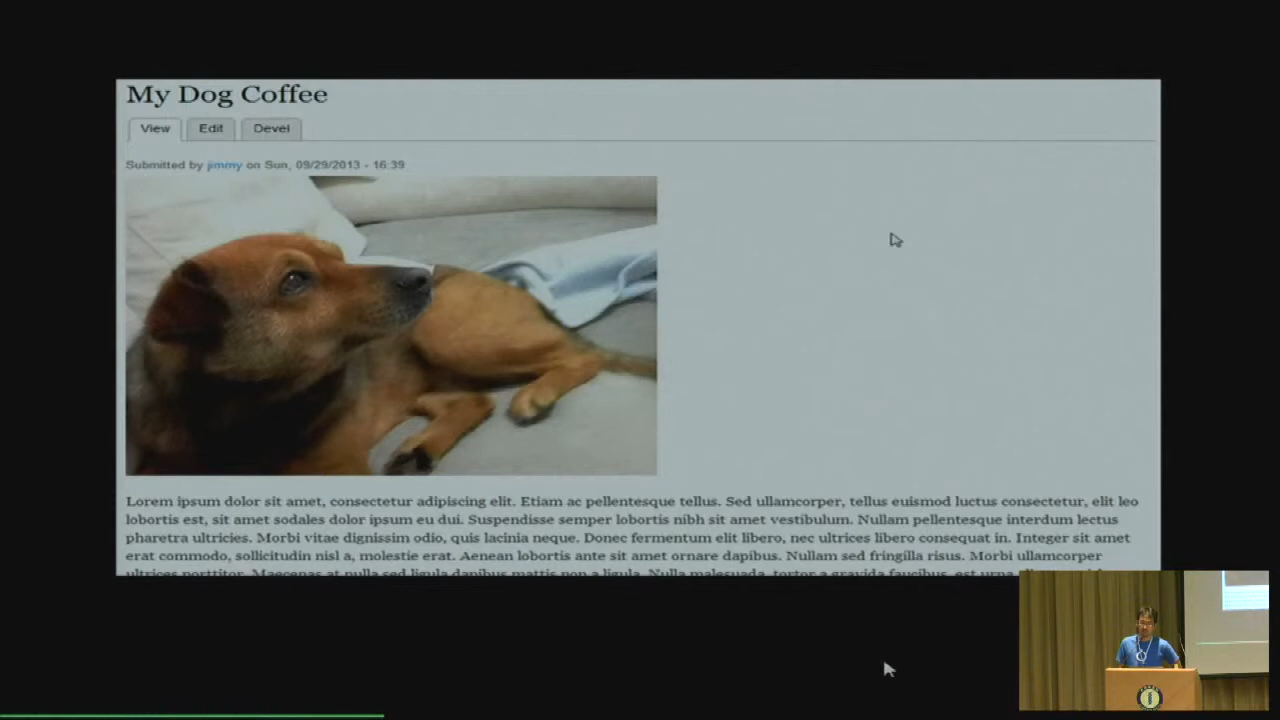 My Dog Coffee
View Edit Devel
Submitted by jimmy on Sun, 09/29/2013 - 16:39
Lorem ipsum dolor sit amet, consectetur adipiscing elit. Etiam ac pellentesque tellus. Sed ullamcorper, tellus euismod luctus consectetur, elit leo
lobortis est, sit amet sodales dolor ipsum eu dui. Suspendisse semper lobortis nibh sit amet vestibulum. Nullam pellentesque interdum lectus
pharetra ultricies. Morbi vitae dignissim odio, quis lacinia neque. Donec fermentum elit libero, nec ultrices libero consequat in. Integer sit amet
erat commodo, sollicitudin nisl a, molestie erat. Aenean lobortis ante sit amet ornare dapibus. Nullam sed fringilla risus. Morbi ullamcorper
ultrices porttitor. Maecenas at nulla sed ligula dapibus mattis non a ligula. Nulla malesuada, tortor a gravida faucibus, est urna